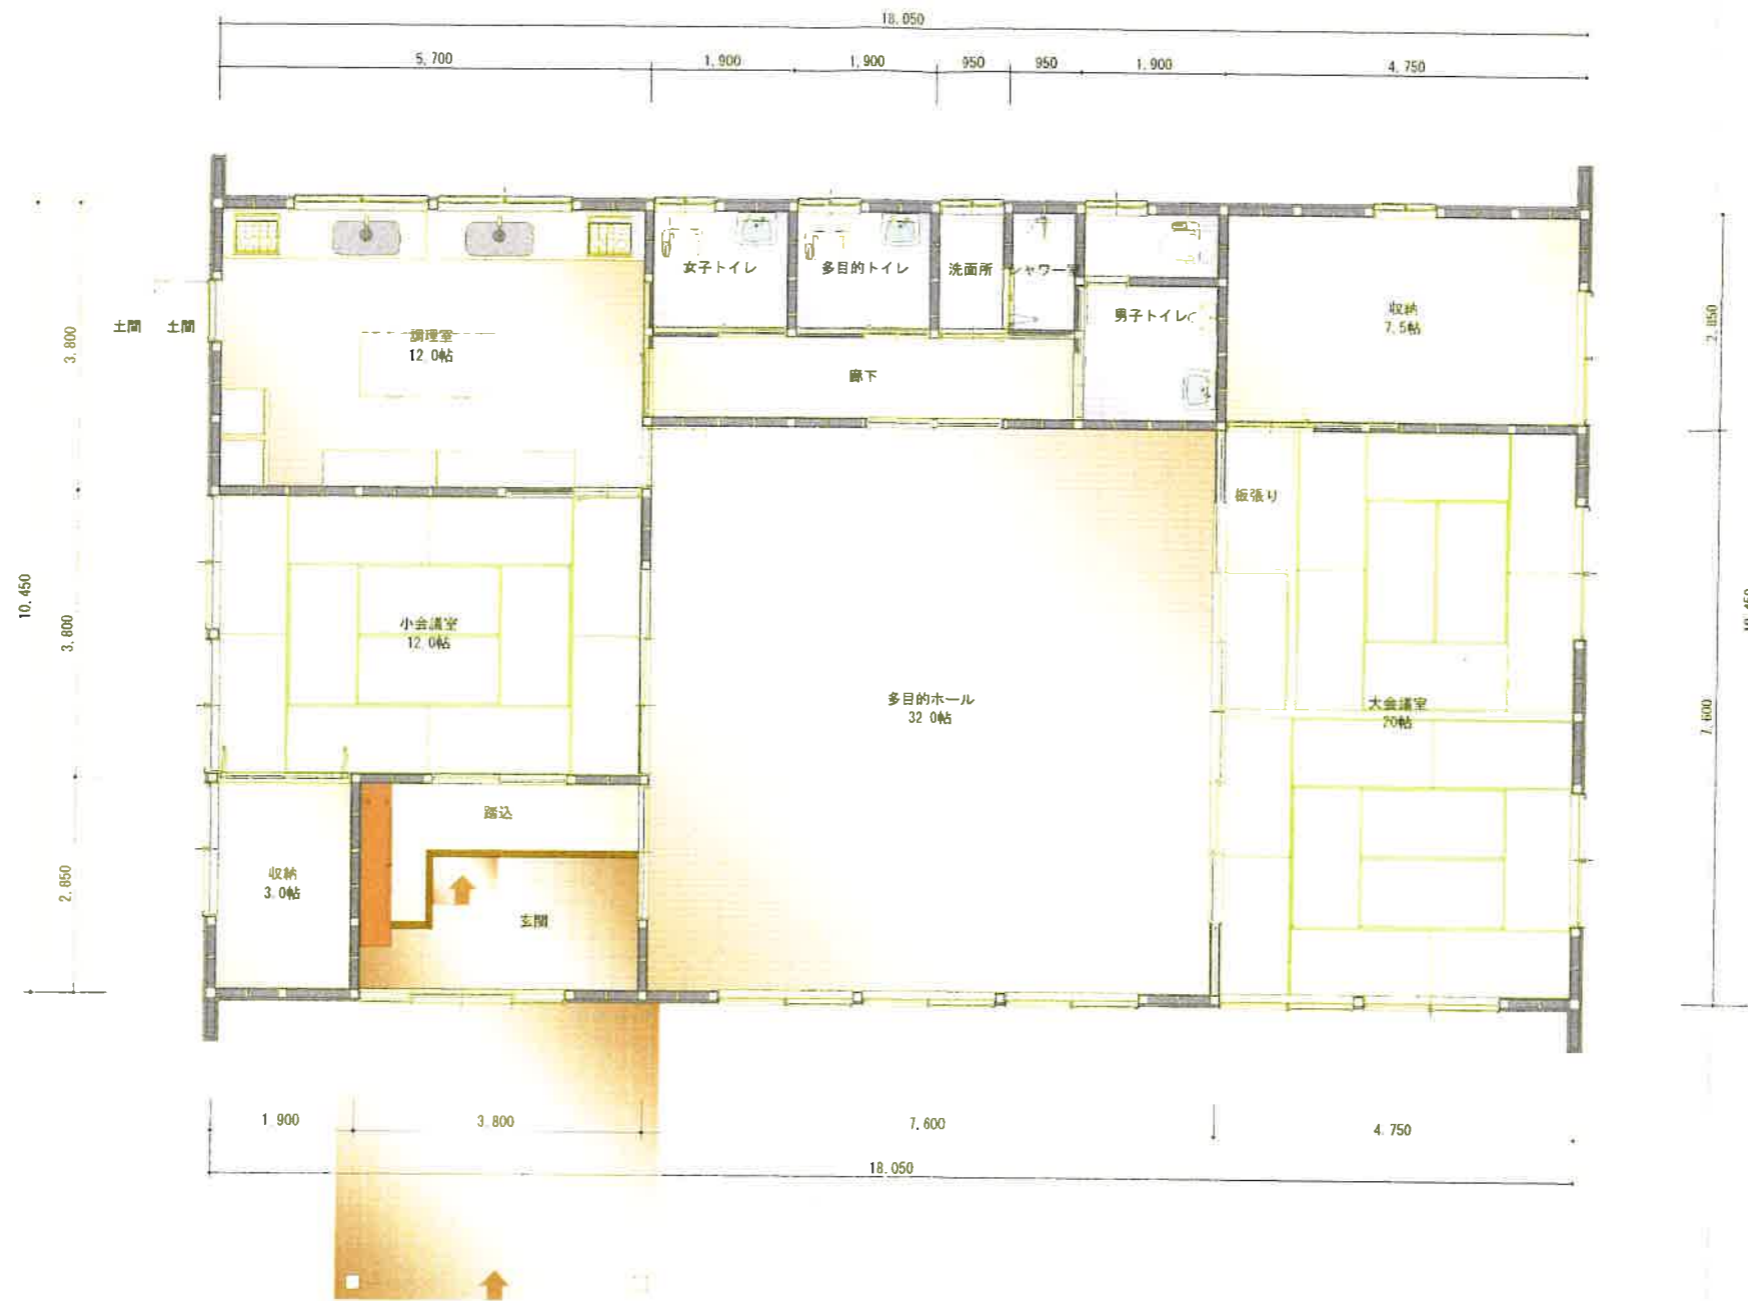 18.050
5,700
1,900
1,900
950
950
1,900
4,750
女子トイレ
多目的トイレ
洗面所
シャワー室
男子トイレ
収納
7.5帖
土間
土間
調理室
12.0帖
廊下
3.800
2,850
板張り
10.450
3,800
小会議室
12.0帖
多目的ホール
32.0帖
大会議室
20帖
7,600
踏込
収納
3.0帖
玄関
2,850
1,900
3,800
7,600
4,750
18.050